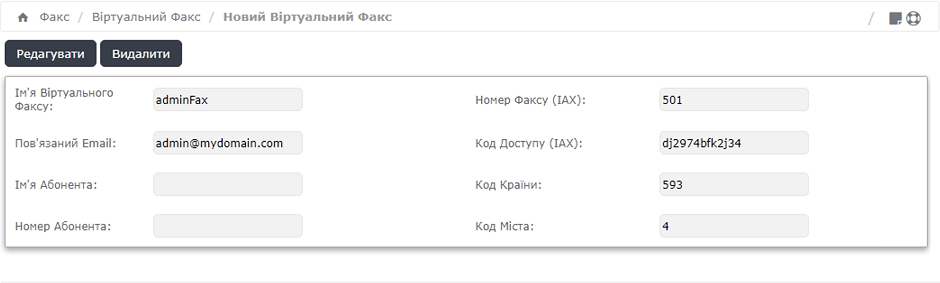 Факс / Віртуальний Факс / Новий Віртуальний Факс /
Редагувати Видалити
Ім'я Віртуального Факсу: adminFax Номер Факсу (IAX): 501
Пов'язаний Email: admin@mydomain.com Код Доступу (IAX): dj2974bfk2j34
Ім'я Абонента: Код Країни: 593
Номер Абонента: Код Міста: 4